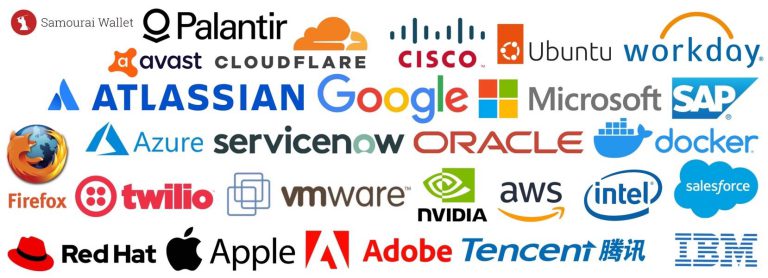 Samourai Wallet
Palantir
CISCO
Ubuntu
workday.
avast
CLOUDFLARE
ATLASSIAN
Google
Microsoft
SAP
Firefox
Azure
servicenow
ORACLE
docker
twilio
vmware™
NVIDIA
aws
intel
salesforce
Red Hat
Apple
Adobe
Tencent 腾讯
IBM